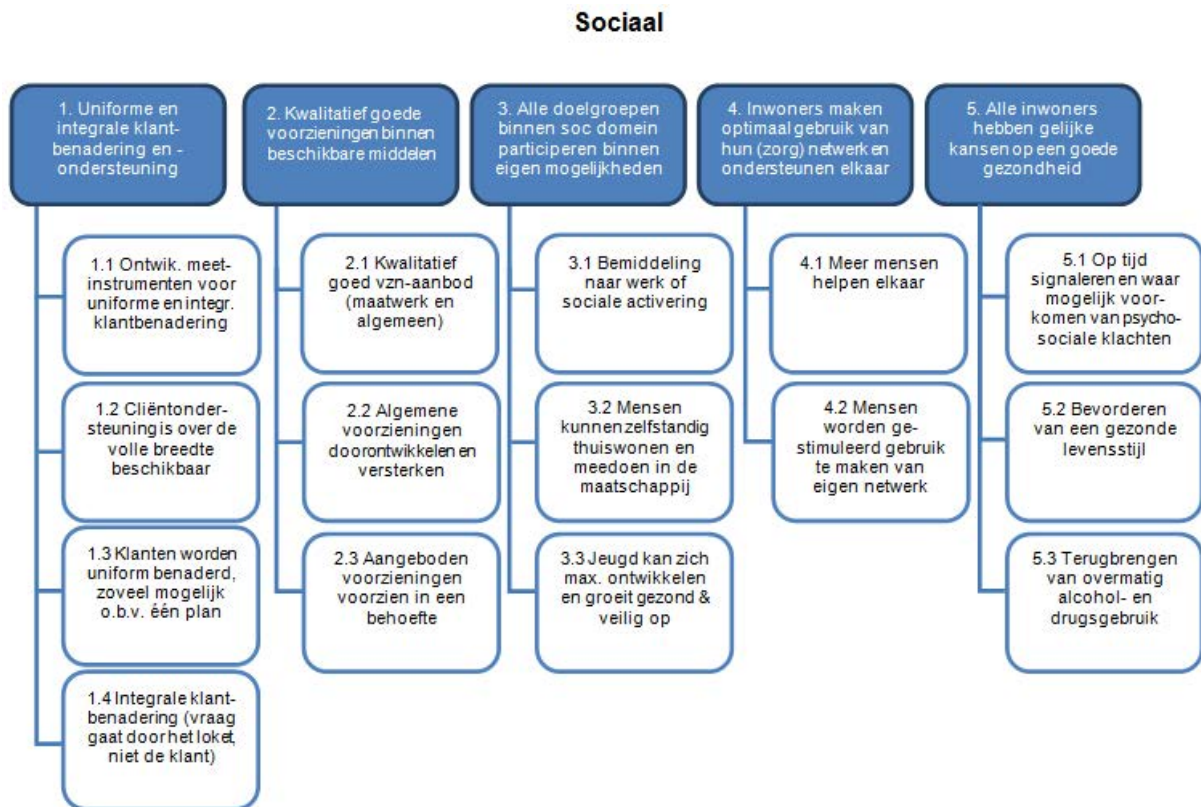 Sociaal
1. Uniforme en
integrale klant-
benadering en -
ondersteuning
1.1 Ontwik. meet-
instrumenten voor
uniforme en integr.
klantbenadering
1.2 Cliëntonder-
steuning is over de
volle breedte
beschikbaar
1.3 Klanten worden
uniform benaderd,
zoveel mogelijk
o.b.v. één plan
1.4 Integrale klant-
benadering (vraag
gaat door het loket,
niet de klant)
2. Kwalitatief goede
voorzieningen binnen
beschikbare middelen
2.1 Kwalitatief
goed vzn-aanbod
(maatwerk en
algemeen)
2.2 Algemene
voorzieningen
doorontwikkelen en
versterken
2.3 Aangeboden
voorzieningen
voorzien in een
behoefte
3. Alle doelgroepen
binnen soc domein
participeren binnen
eigen mogelijkheden
3.1 Bemiddeling
naar werk of
sociale activering
3.2 Mensen
kunnen zelfstandig
thuiswonen en
meedoen in de
maatschappij
3.3 Jeugd kan zich
max. ontwikkelen
en groeit gezond &
veilig op
4. Inwoners maken
optimaal gebruik van
hun (zorg) netwerk en
ondersteunen elkaar
4.1 Meer mensen
helpen elkaar
4.2 Mensen
worden ge-
stimuleerd gebruik
te maken van
eigen netwerk
5. Alle inwoners
hebben gelijke
kansen op een goede
gezondheid
5.1 Op tijd
signaleren en waar
mogelijk voor-
komen van psycho-
sociale klachten
5.2 Bevorderen
van een gezonde
levensstijl
5.3 Terugbrengen
van overmatig
alcohol- en
drugsgebruik